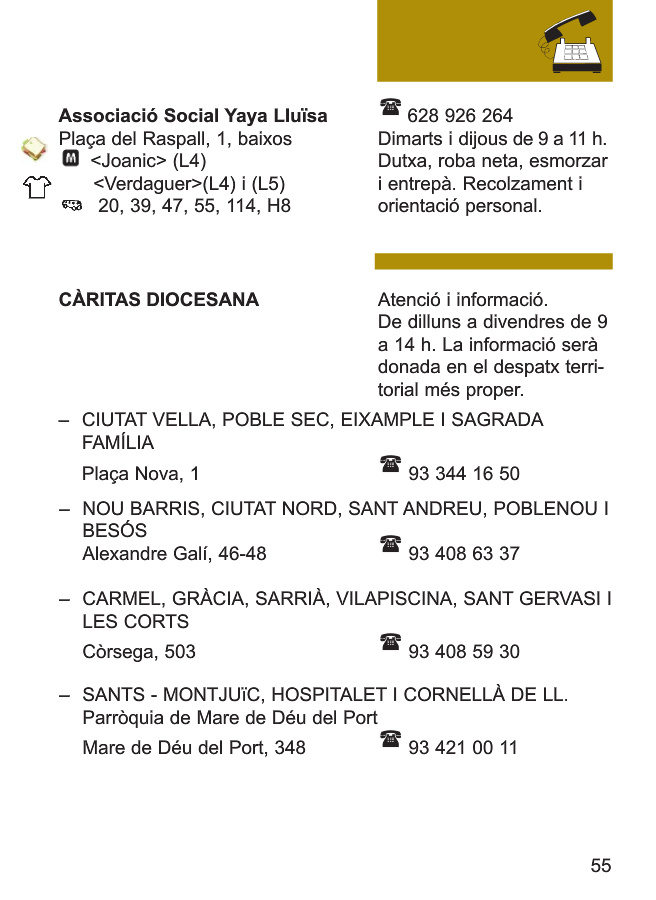 Associació Social Yaya Lluïsa
Plaça del Raspall, 1, baixos
M <Joanic> (L4)
<Verdaguer>(L4) i (L5)
20, 39, 47, 55, 114, H8
628 926 264
Dimarts i dijous de 9 a 11 h.
Dutxa, roba neta, esmorzar
i entrepà. Recolzament i
orientació personal.
CÀRITAS DIOCESANA
Atenció i informació.
De dilluns a divendres de 9
a 14 h. La informació serà
donada en el despatx terri-
torial més proper.
– CIUTAT VELLA, POBLE SEC, EIXAMPLE I SAGRADA
FAMÍLIA
Plaça Nova, 1 93 344 16 50
– NOU BARRIS, CIUTAT NORD, SANT ANDREU, POBLENOU I
BESÓS
Alexandre Galí, 46-48 93 408 63 37
– CARMEL, GRÀCIA, SARRIÀ, VILAPISCINA, SANT GERVASI I
LES CORTS
Còrsega, 503 93 408 59 30
– SANTS - MONTJUïC, HOSPITALET I CORNELLÀ DE LL.
Parròquia de Mare de Déu del Port
Mare de Déu del Port, 348 93 421 00 11
55